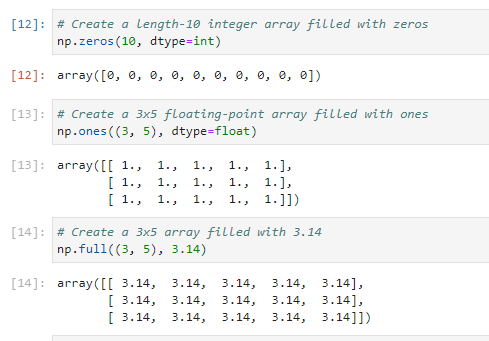 [12]: # Create a length-10 integer array filled with zeros
np.zeros(10, dtype=int)
[12]: array([0, 0, 0, 0, 0, 0, 0, 0, 0, 0])
[13]: # Create a 3x5 floating-point array filled with ones
np.ones((3, 5), dtype=float)
[13]: array([[ 1.,  1.,  1.,  1.,  1.],
       [ 1.,  1.,  1.,  1.,  1.],
       [ 1.,  1.,  1.,  1.,  1.]])
[14]: # Create a 3x5 array filled with 3.14
np.full((3, 5), 3.14)
[14]: array([[ 3.14,  3.14,  3.14,  3.14,  3.14],
       [ 3.14,  3.14,  3.14,  3.14,  3.14],
       [ 3.14,  3.14,  3.14,  3.14,  3.14]])